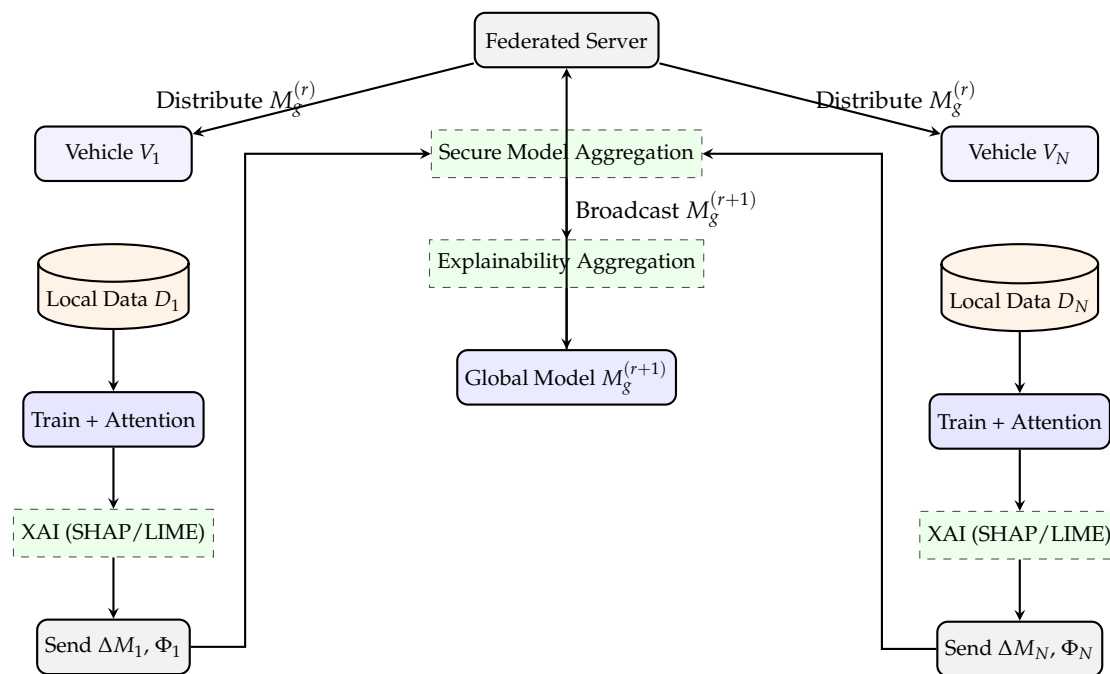 Federated Server
Distribute $M_g^{(r)}$
Distribute $M_g^{(r)}$
Vehicle $V_1$
Secure Model Aggregation
Vehicle $V_N$
Broadcast $M_g^{(r+1)}$
Explainability Aggregation
Local Data $D_1$
Local Data $D_N$
Global Model $M_g^{(r+1)}$
Train + Attention
Train + Attention
XAI (SHAP/LIME)
XAI (SHAP/LIME)
Send $\Delta M_1, \Phi_1$
Send $\Delta M_N, \Phi_N$